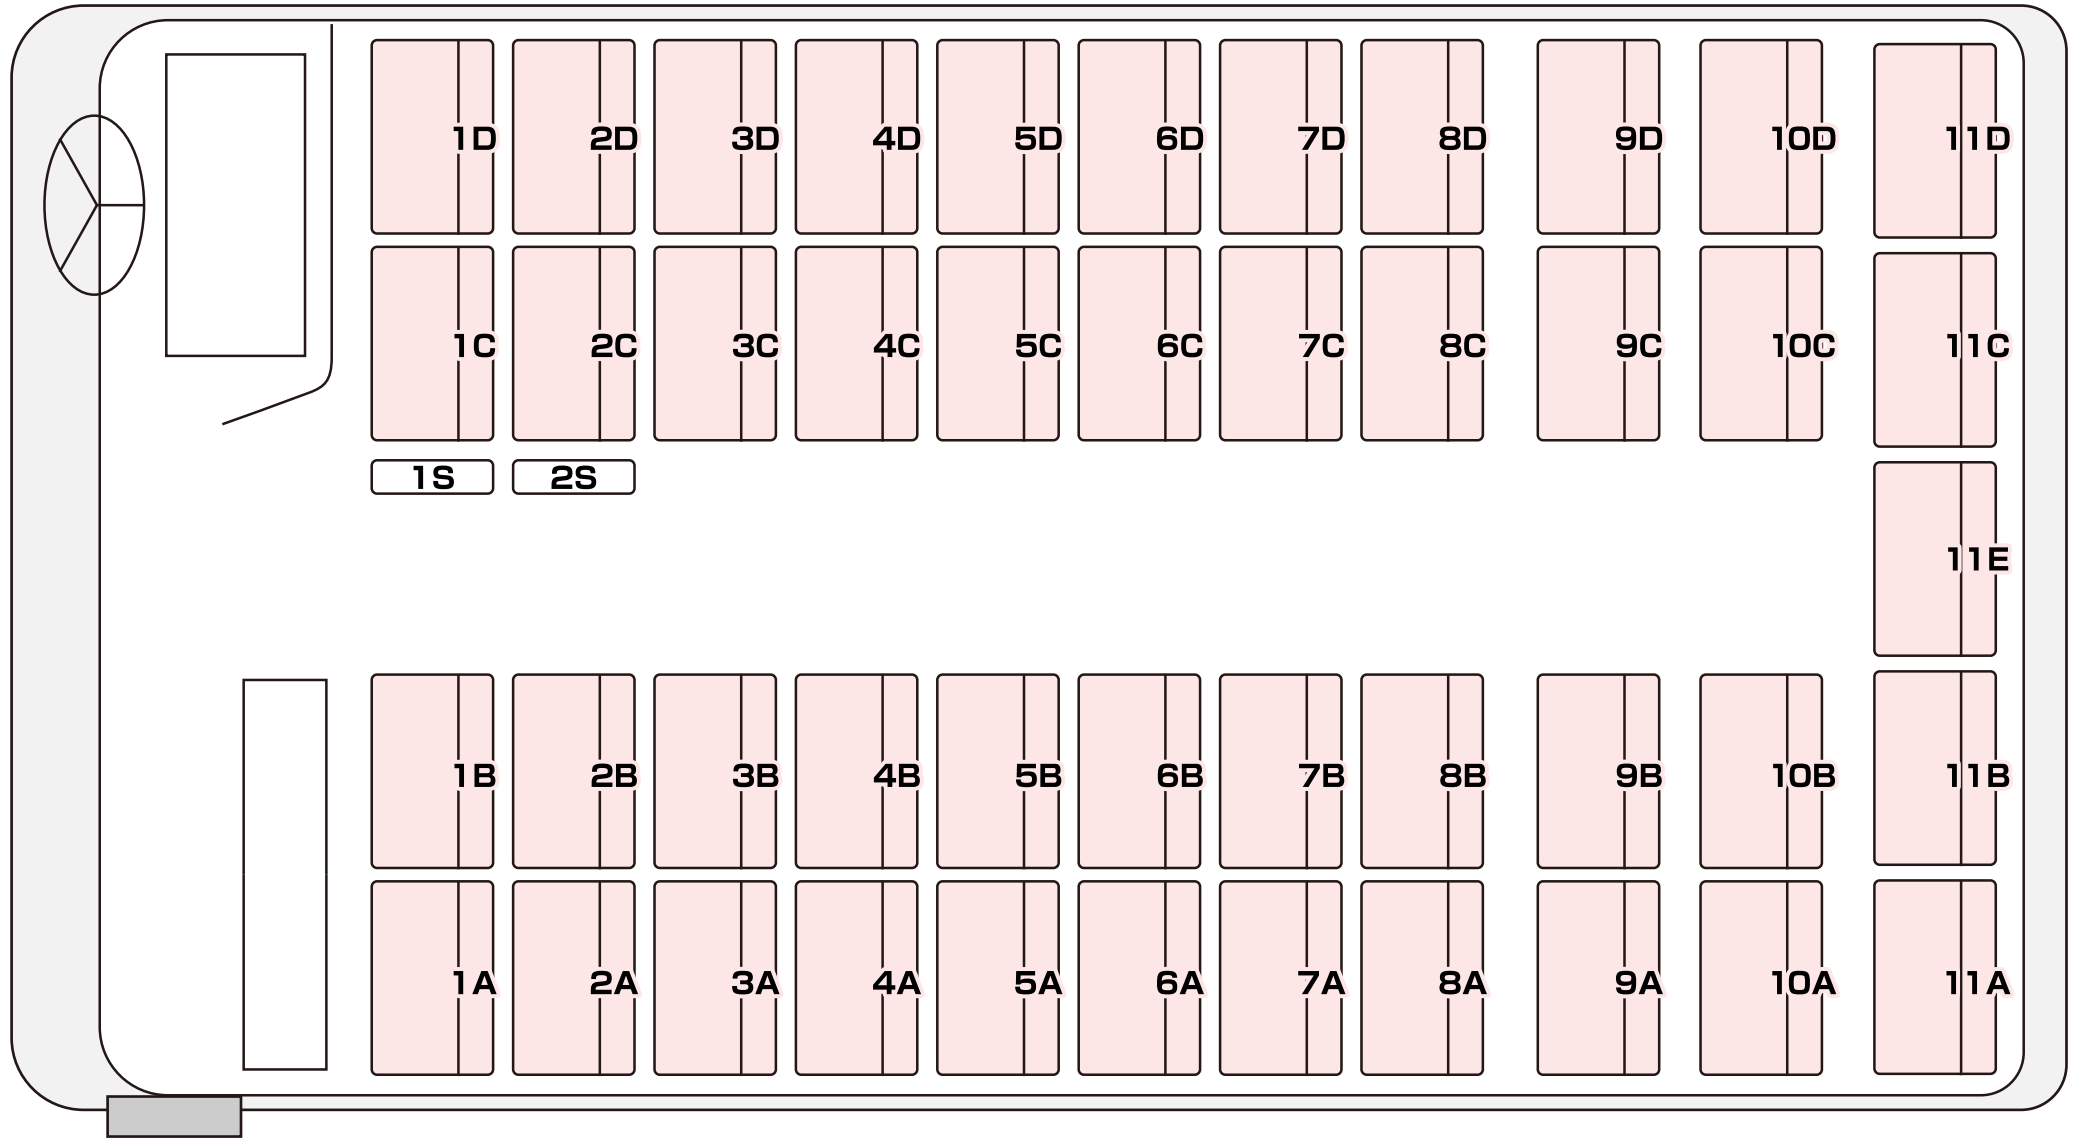 1D 2D 3D 4D 5D 6D 7D 8D 9D 10D 11D
1C 2C 3C 4C 5C 6C 7C 8C 9C 10C 11C
1S 2S
11E
1B 2B 3B 4B 5B 6B 7B 8B 9B 10B 11B
1A 2A 3A 4A 5A 6A 7A 8A 9A 10A 11A